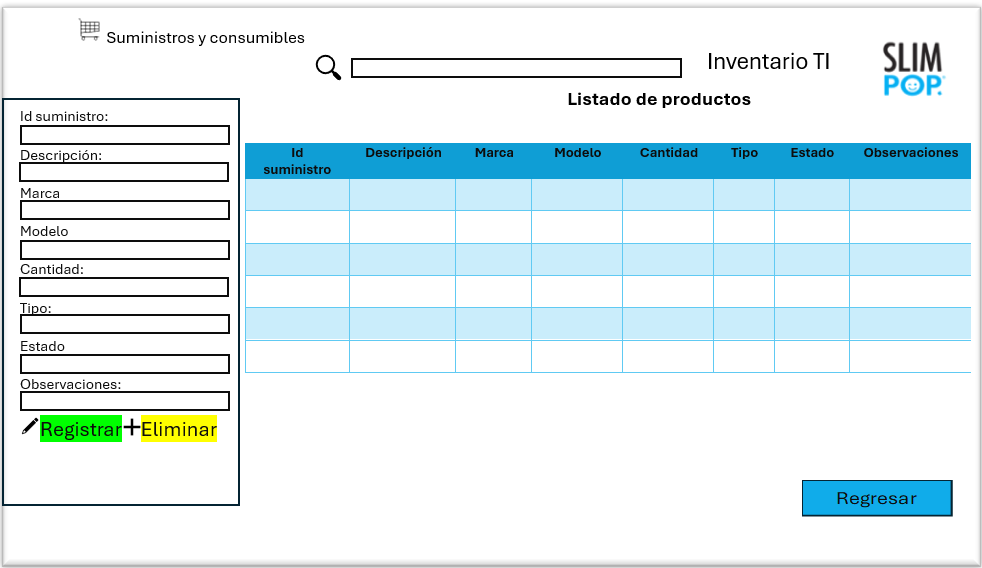 Suministros y consumibles
Inventario TI
SLIM
POP.
Listado de productos
Id suministro:
Descripción:
Marca
Modelo
Cantidad:
Tipo:
Estado
Observaciones:
Registrar Eliminar
Id suministro Descripción Marca Modelo Cantidad Tipo Estado Observaciones
Regresar